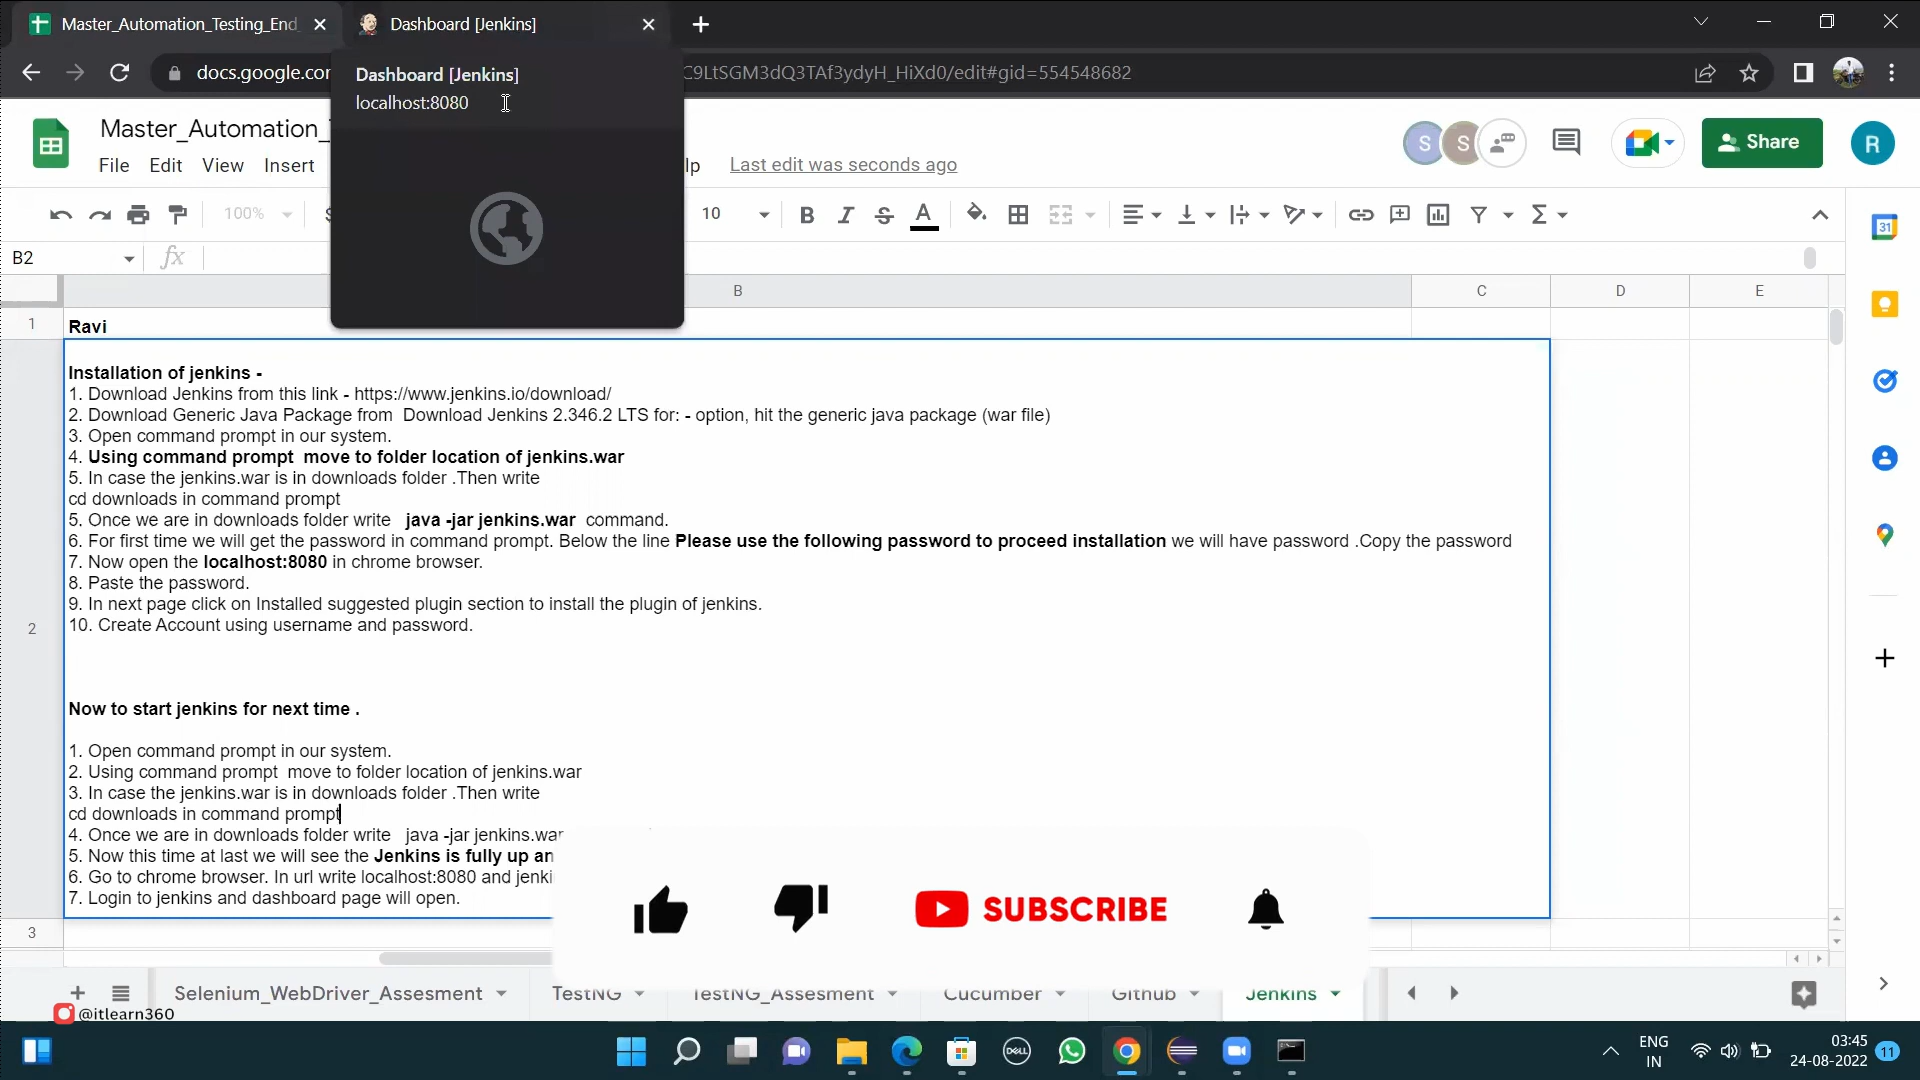 Master_Automation_Testing_End
Dashboard [Jenkins]
docs.google.cor
C9LtSGM3dQ3TAf3ydyH_HiXd0/edit#gid=554548682
Dashboard [Jenkins]
localhost:8080
Master_Automation_
File Edit View Insert
lp
Last edit was seconds ago
S
S
Share
R
100%
10
B
I
S
A
31
B2
fx
B
C
D
E
1
Ravi
2
Installation of jenkins -
1. Download Jenkins from this link - https://www.jenkins.io/download/
2. Download Generic Java Package from Download Jenkins 2.346.2 LTS for: - option, hit the generic java package (war file)
3. Open command prompt in our system.
4. Using command prompt move to folder location of jenkins.war
5. In case the jenkins.war is in downloads folder .Then write
cd downloads in command prompt
5. Once we are in downloads folder write java -jar jenkins.war command.
6. For first time we will get the password in command prompt. Below the line Please use the following password to proceed installation we will have password .Copy the password
7. Now open the localhost:8080 in chrome browser.
8. Paste the password.
9. In next page click on Installed suggested plugin section to install the plugin of jenkins.
10. Create Account using username and password.
Now to start jenkins for next time .
1. Open command prompt in our system.
2. Using command prompt move to folder location of jenkins.war
3. In case the jenkins.war is in downloads folder .Then write
cd downloads in command prompt
4. Once we are in downloads folder write java -jar jenkins.war
5. Now this time at last we will see the Jenkins is fully up an
6. Go to chrome browser. In url write localhost:8080 and jenki
7. Login to jenkins and dashboard page will open.
SUBSCRIBE
3
Selenium_WebDriver_Assesment
TestNG
TestNG_Assesment
Cucumber
Github
Jenkins
@itlearn360
DELL
ENG
IN
03:45
24-08-2022
11